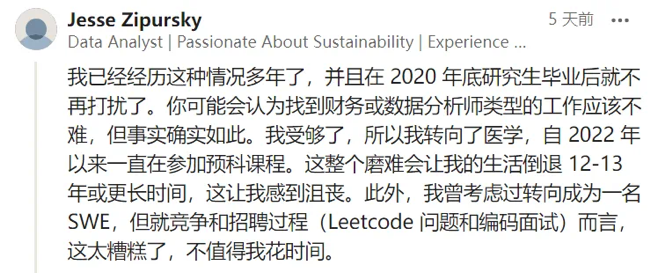 Jesse Zipursky
5 天前
Data Analyst | Passionate About Sustainability | Experience ...
我已经经历这种情况多年了，并且在 2020 年底研究生毕业后就不
再打扰了。你可能会认为找到财务或数据分析师类型的工作应该不
难，但事实确实如此。我受够了，所以我转向了医学，自 2022 年
以来一直在参加预科课程。这整个磨难会让我的生活倒退 12-13
年或更长时间，这让我感到沮丧。此外，我曾考虑过转向成为一名
SWE，但就竞争和招聘过程（Leetcode 问题和编码面试）而言，
这太糟糕了，不值得我花时间。